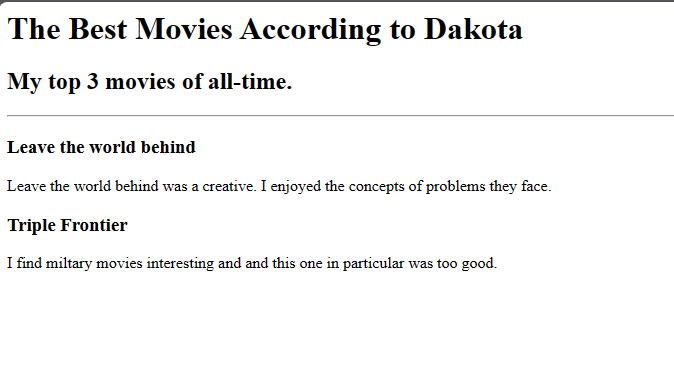 The Best Movies According to Dakota
My top 3 movies of all-time.
Leave the world behind
Leave the world behind was a creative. I enjoyed the concepts of problems they face.
Triple Frontier
I find miltary movies interesting and and this one in particular was too good.